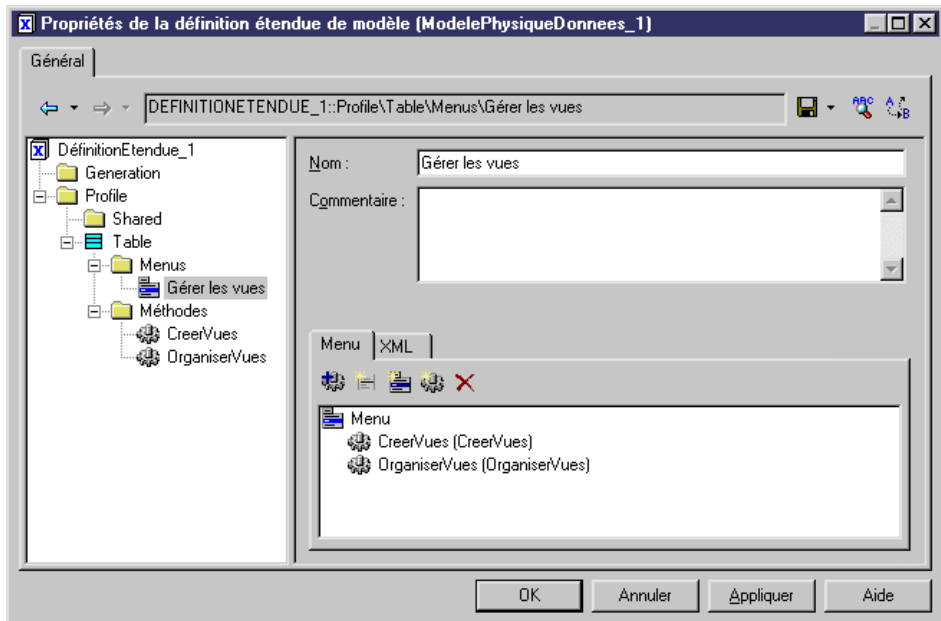 Propriétés de la définition étendue de modèle (ModelePhysiqueDonnees_1)
Général
DEFINITIONETENDUE_1::Profile\Table\Menus\Gérer les vues
ABC
A
B
DéfinitionEtendue_1
Generation
Profile
Shared
Table
Menus
Gérer les vues
Méthodes
CreerVues
OrganiserVues
Nom :
Gérer les vues
Commentaire :
Menu
XML
Menu
CreerVues (CreerVues)
OrganiserVues (OrganiserVues)
OK
Annuler
Appliquer
Aide